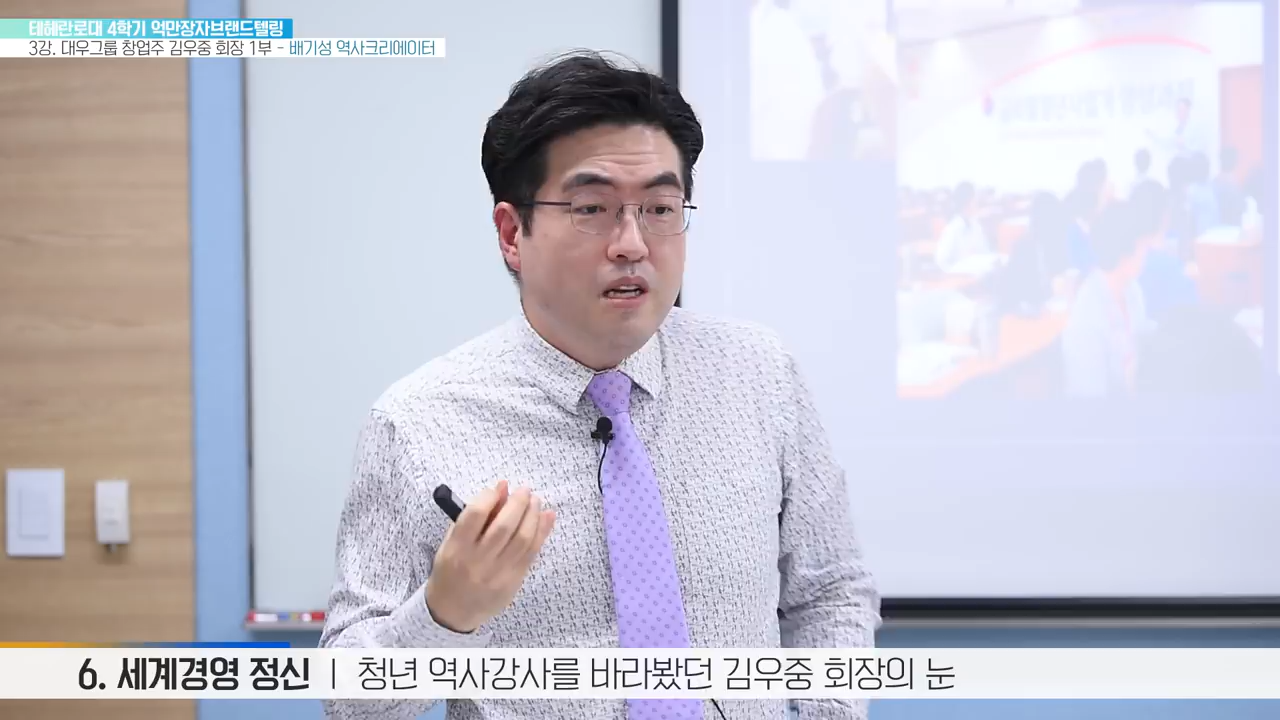 테헤란로대 4학기 억만장자브랜드텔링
3강. 대우그룹 창업주 김우중 회장 1부 - 배기성 역사크리에이터
6. 세계경영 정신 | 청년 역사강사를 바라봤던 김우중 회장의 눈